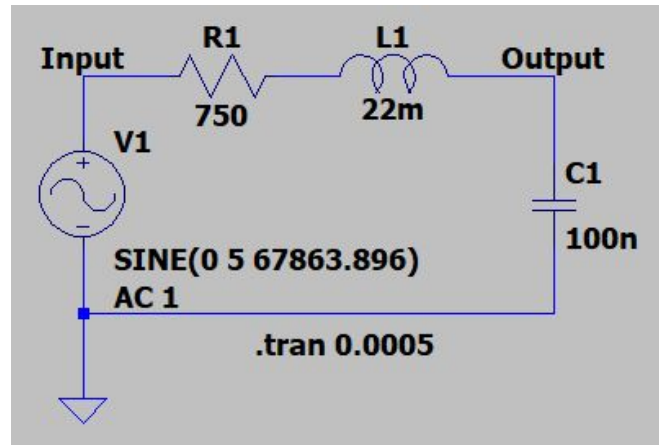 R1
L1
Input
Output
750
22m
V1
C1
100n
SINE(0 5 67863.896)
AC 1
.tran 0.0005